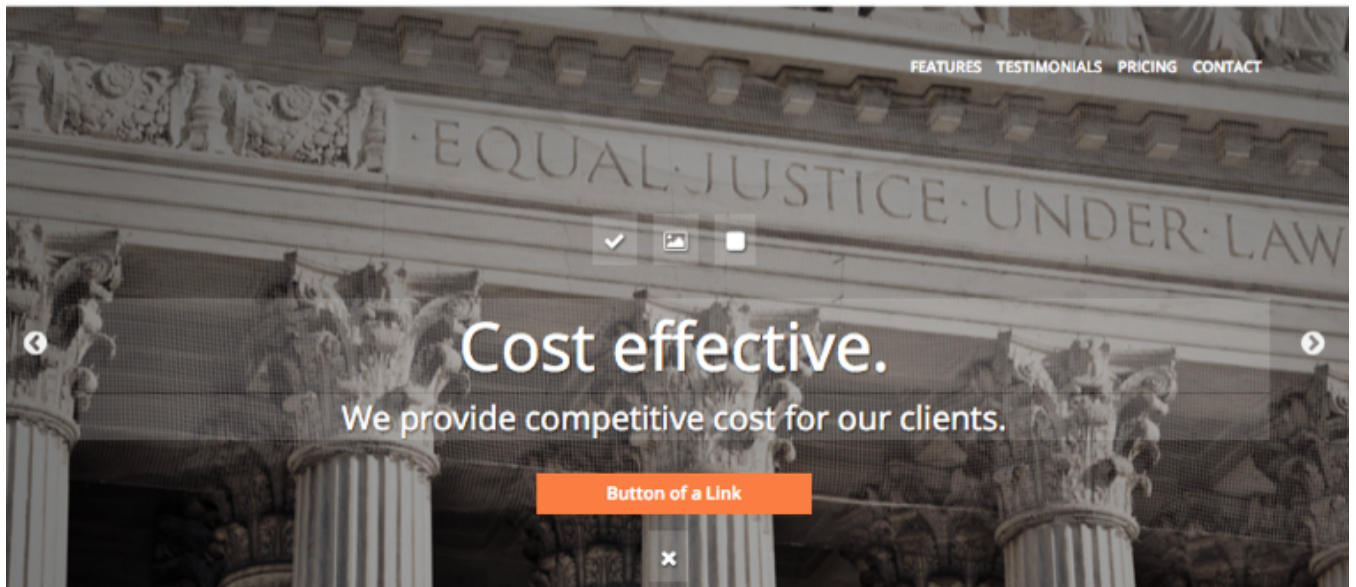 FEATURES TESTIMONIALS PRICING CONTACT
·EQUAL·JUSTICE·UNDER·LAW
Cost effective.
We provide competitive cost for our clients.
Button of a Link